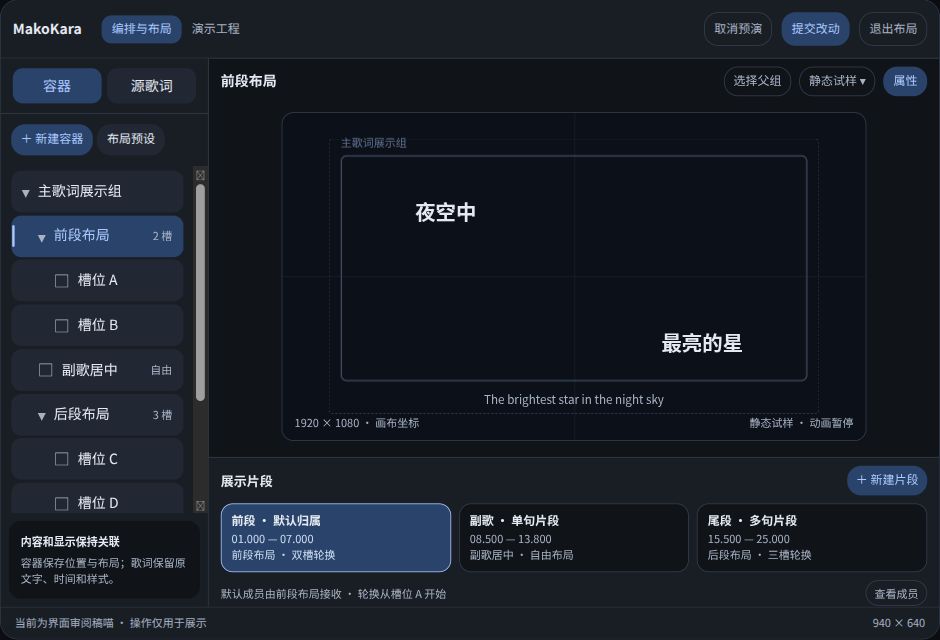 MakoKara 编排与布局 演示工程 取消预演 提交改动 退出布局
容器 源歌词
＋ 新建容器 布局预设
▼ 主歌词展示组
▼ 前段布局 2 槽
槽位 A
槽位 B
副歌居中 自由
▼ 后段布局 3 槽
槽位 C
槽位 D
内容和显示保持关联
容器保存位置与布局；歌词保留原
文字、时间和样式。
前段布局 选择父组 静态试样 ▾ 属性
主歌词展示组
夜空中
最亮的星
The brightest star in the night sky
1920 × 1080 · 画布坐标 静态试样 · 动画暂停
展示片段 ＋ 新建片段
前段 · 默认归属
01.000 — 07.000
前段布局 · 双槽轮换
副歌 · 单句片段
08.500 — 13.800
副歌居中 · 自由布局
尾段 · 多句片段
15.500 — 25.000
后段布局 · 三槽轮换
默认成员由前段布局接收 · 轮换从槽位 A 开始 查看成员
当前为界面审阅稿喵 · 操作仅用于展示 940 × 640